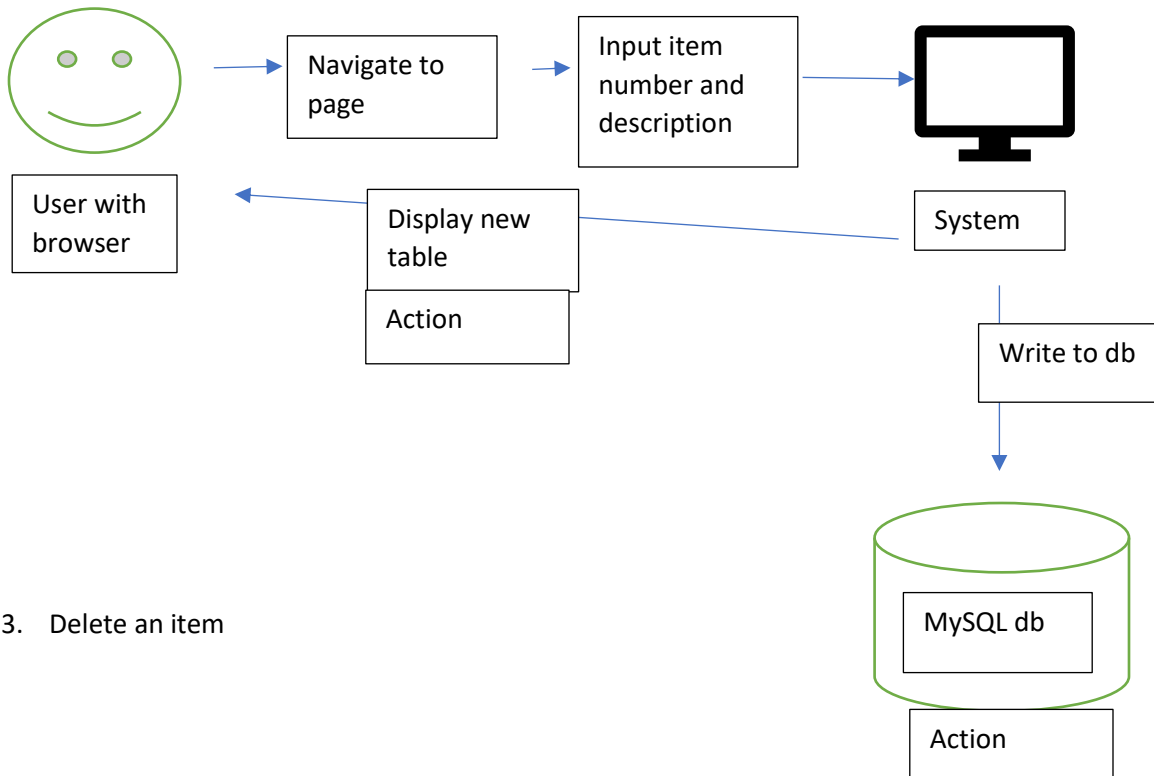 Navigate to
page
Input item
number and
description
User with
browser
Display new
table
Action
System
Write to db
3. Delete an item
MySQL db
Action